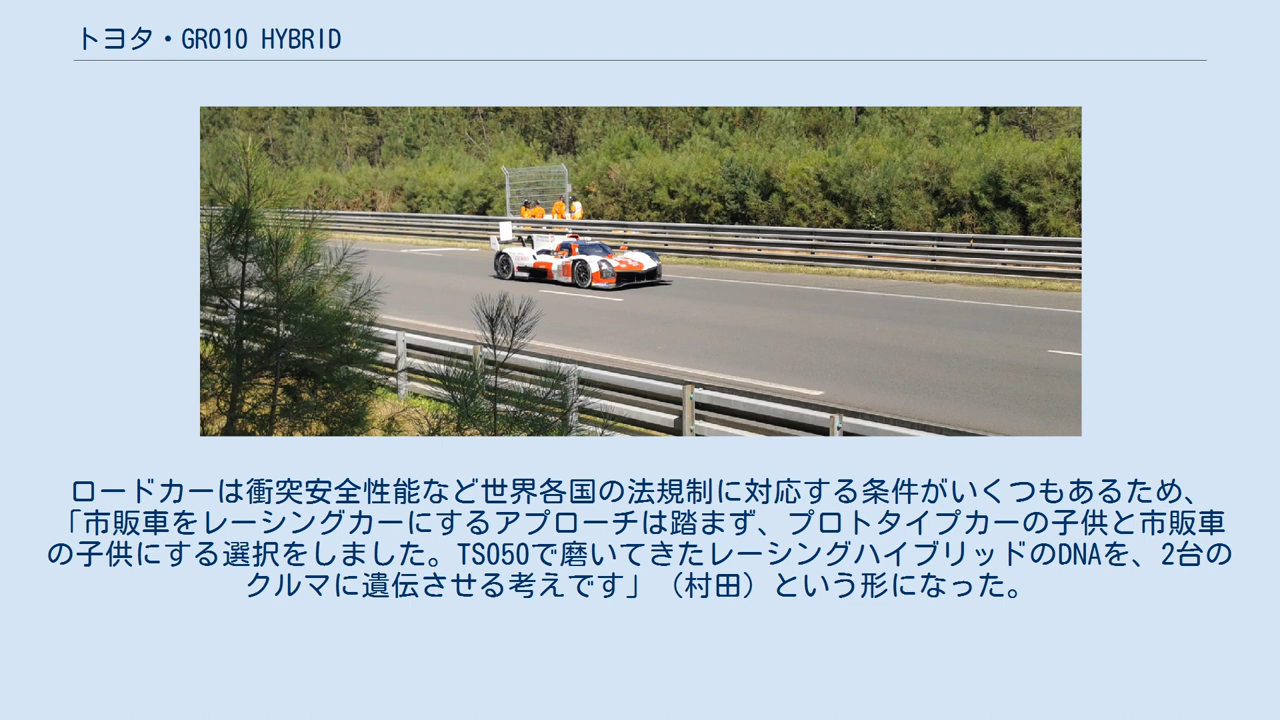 トヨタ・GR010 HYBRID
ロードカーは衝突安全性能など世界各国の法規制に対応する条件がいくつもあるため、
「市販車をレーシングカーにするアプローチは踏まず、プロトタイプカーの子供と市販車
の子供にする選択をしました。TS050で磨いてきたレーシングハイブリッドのDNAを、2台の
クルマに遺伝させる考えです」（村田）という形になった。